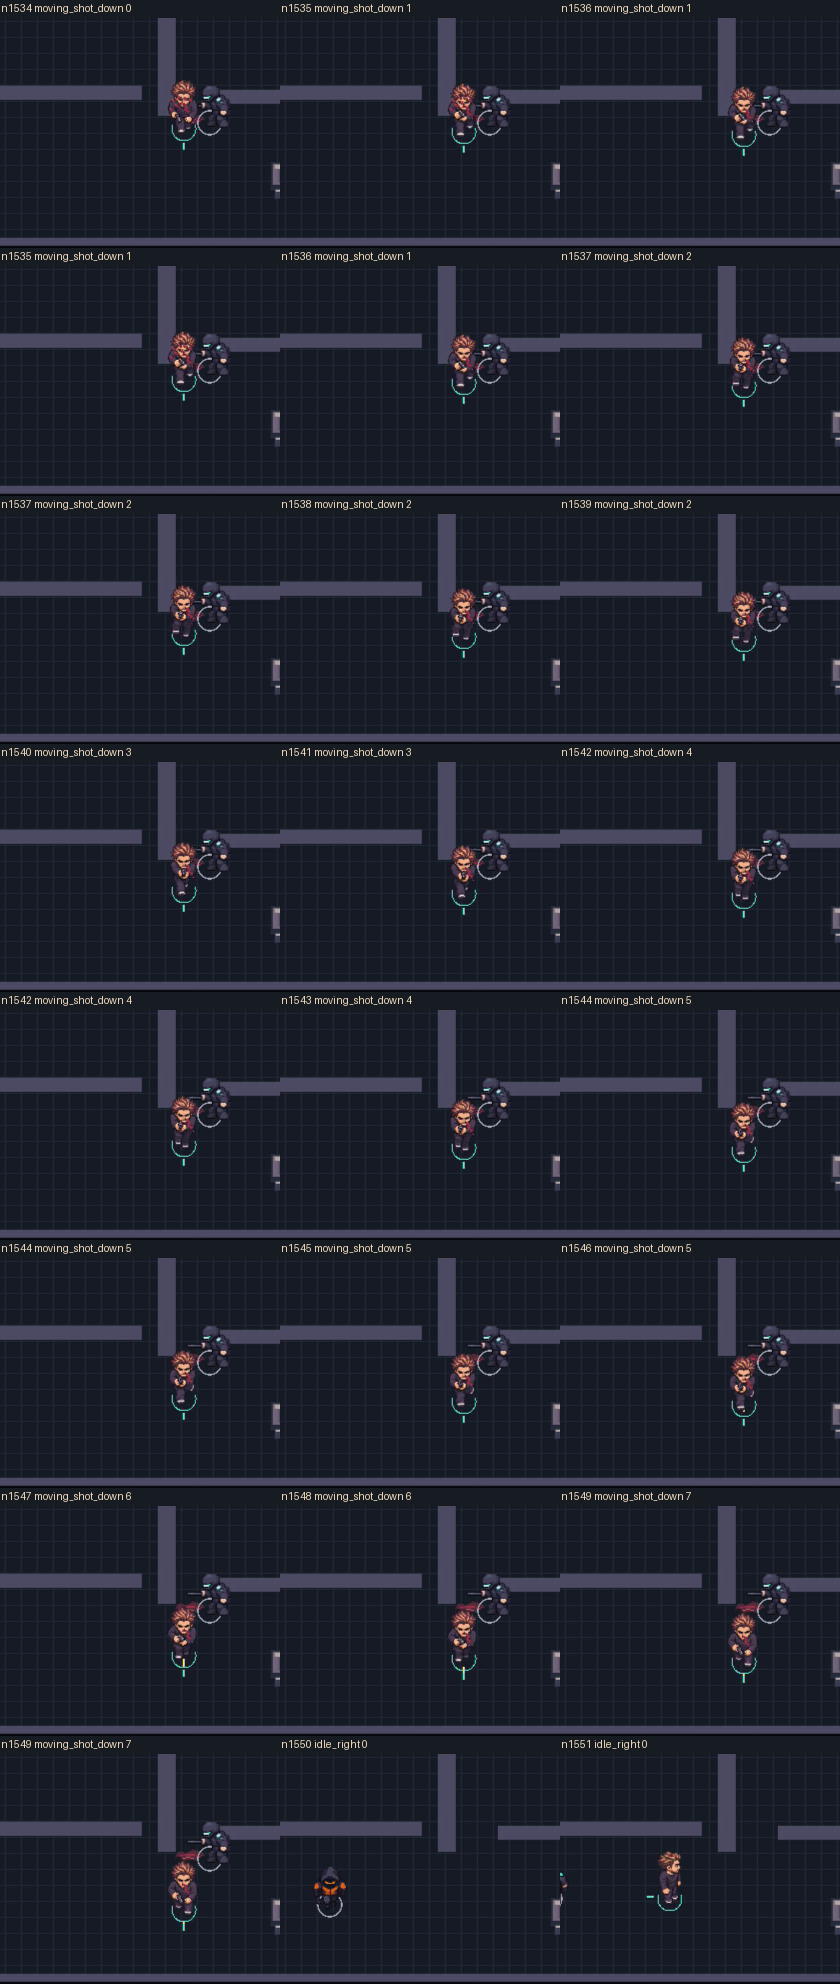 n1534 moving_shot_down 0
n1535 moving_shot_down 1
n1536 moving_shot_down 1
n1535 moving_shot_down 1
n1536 moving_shot_down 1
n1537 moving_shot_down 2
n1537 moving_shot_down 2
n1538 moving_shot_down 2
n1539 moving_shot_down 2
n1540 moving_shot_down 3
n1541 moving_shot_down 3
n1542 moving_shot_down 4
n1542 moving_shot_down 4
n1543 moving_shot_down 4
n1544 moving_shot_down 5
n1544 moving_shot_down 5
n1545 moving_shot_down 5
n1546 moving_shot_down 5
n1547 moving_shot_down 6
n1548 moving_shot_down 6
n1549 moving_shot_down 7
n1549 moving_shot_down 7
n1550 idle_right 0
n1551 idle_right 0